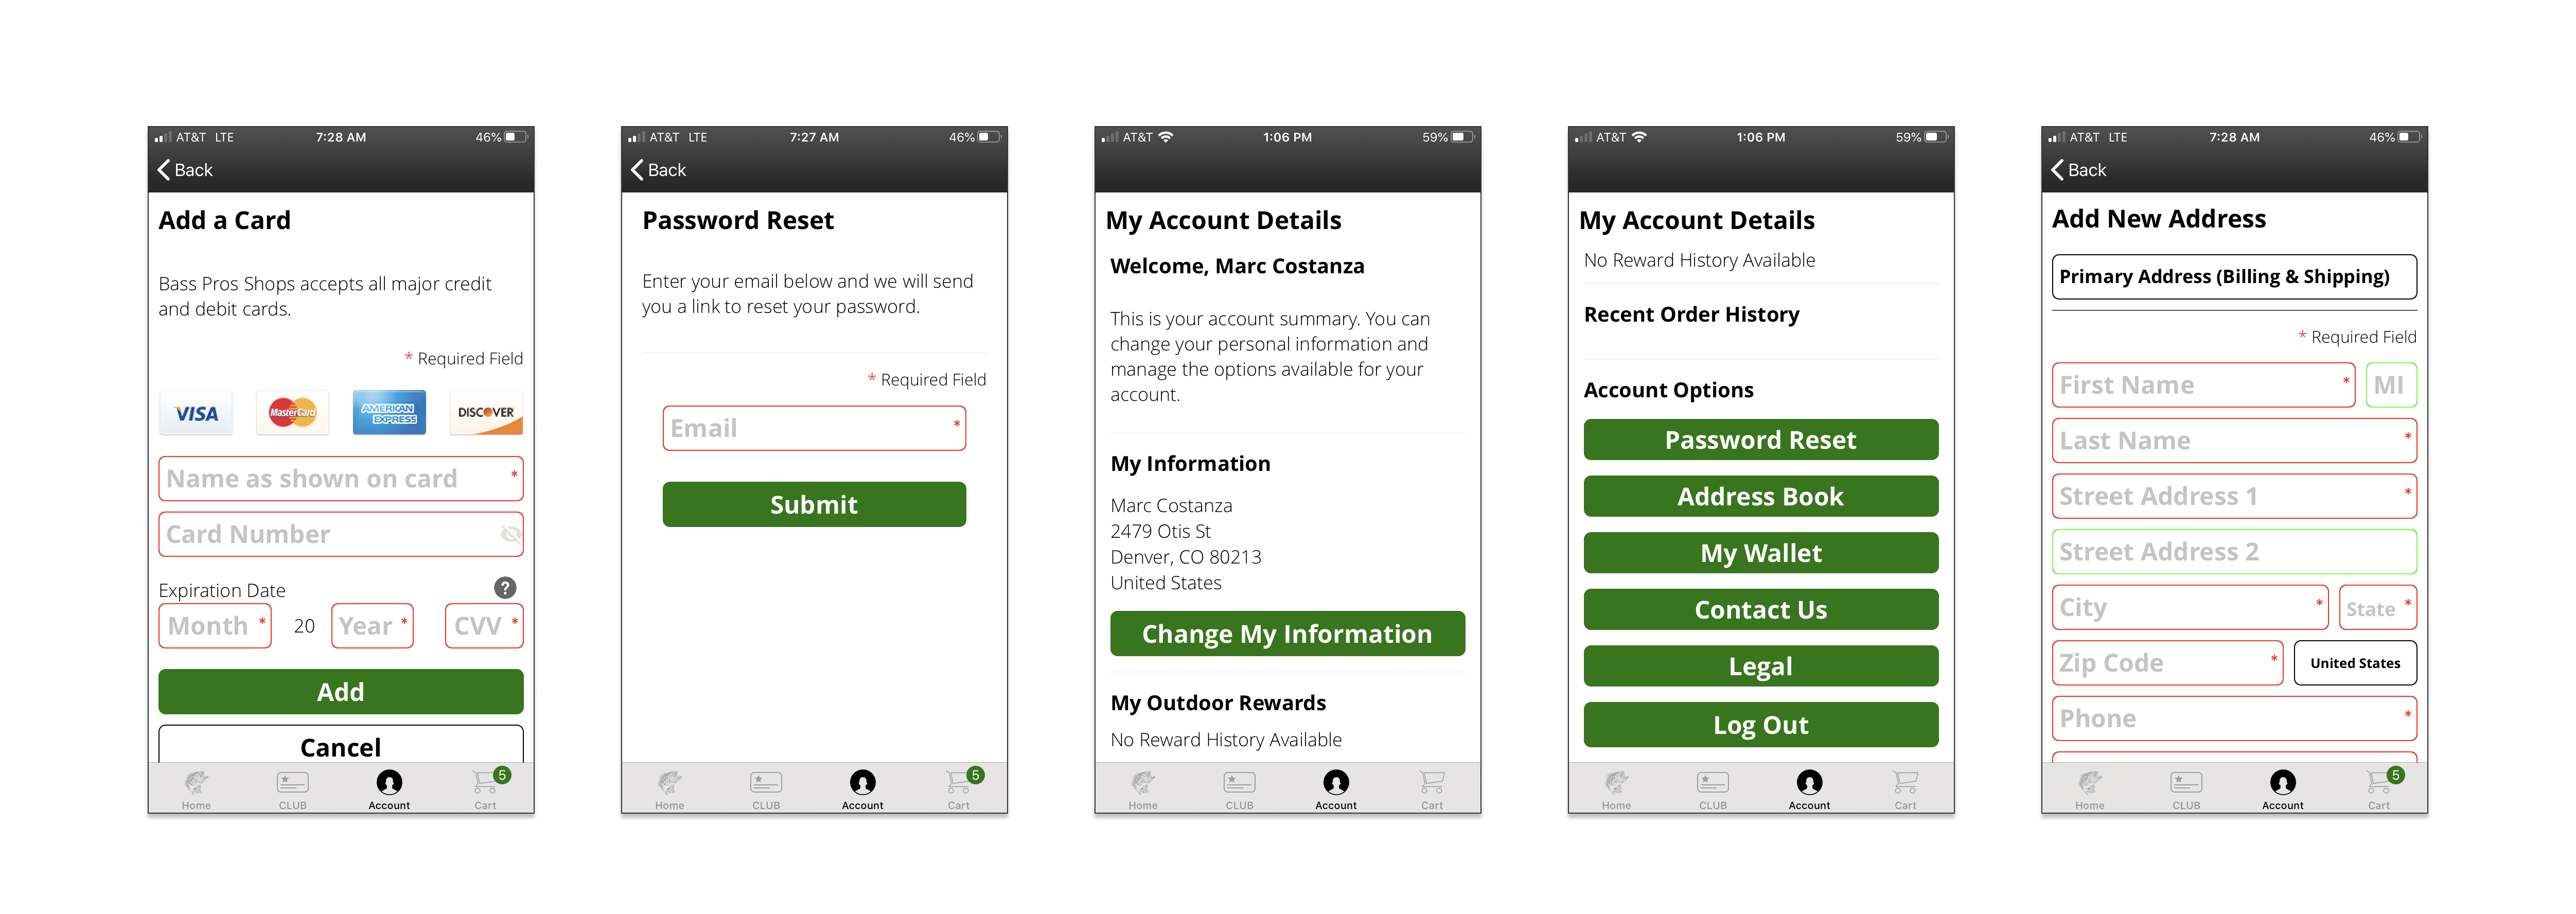 AT&T LTE 7:28 AM 46%
Back
Add a Card
Bass Pros Shops accepts all major credit
and debit cards.
* Required Field
VISA MasterCard AMERICAN EXPRESS DISCOVER
Name as shown on card *
Card Number
Expiration Date ?
Month * 20 Year * CVV *
Add
Cancel
Home CLUB Account Cart 5
AT&T LTE 7:27 AM 46%
Back
Password Reset
Enter your email below and we will send
you a link to reset your password.
* Required Field
Email *
Submit
Home CLUB Account Cart 5
AT&T 1:06 PM 59%
My Account Details
Welcome, Marc Costanza
This is your account summary. You can
change your personal information and
manage the options available for your
account.
My Information
Marc Costanza
2479 Otis St
Denver, CO 80213
United States
Change My Information
My Outdoor Rewards
No Reward History Available
Home CLUB Account Cart
AT&T 1:06 PM 59%
My Account Details
No Reward History Available
Recent Order History
Account Options
Password Reset
Address Book
My Wallet
Contact Us
Legal
Log Out
Home CLUB Account Cart
AT&T LTE 7:28 AM 46%
Back
Add New Address
Primary Address (Billing & Shipping)
* Required Field
First Name * MI
Last Name *
Street Address 1 *
Street Address 2
City * State *
Zip Code * United States
Phone *
Home CLUB Account Cart 5